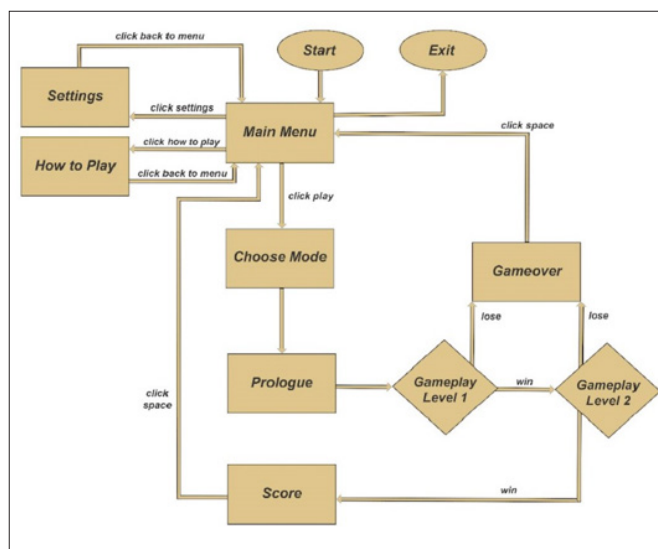 click back to menu
Start
Exit
Settings
click settings
Main Menu
click space
click how to play
How to Play
click back to menu
click play
Choose Mode
Gameover
lose
lose
Prologue
Gameplay
Level 1
win
Gameplay
Level 2
click
space
Score
win